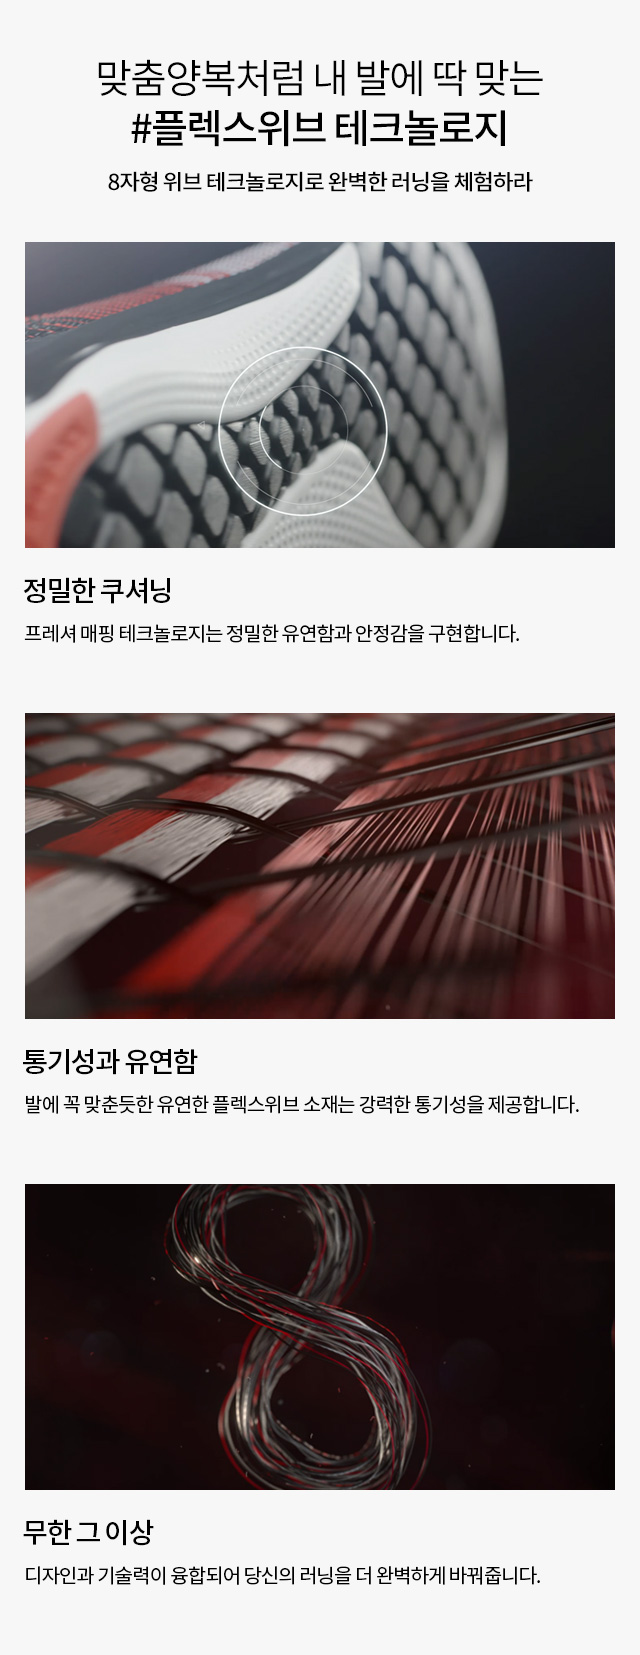 맞춤양복처럼 내 발에 딱 맞는
#플렉스위브 테크놀로지
8자형 위브 테크놀로지로 완벽한 러닝을 체험하라
정밀한 쿠셔닝
프레셔 매핑 테크놀로지는 정밀한 유연함과 안정감을 구현합니다.
통기성과 유연함
발에 꼭 맞춘듯한 유연한 플렉스위브 소재는 강력한 통기성을 제공합니다.
무한 그 이상
디자인과 기술력이 융합되어 당신의 러닝을 더 완벽하게 바꿔줍니다.